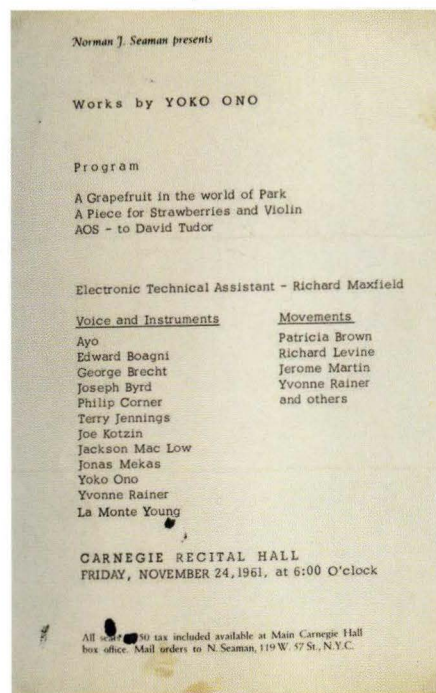 Norman J. Seaman presents
Works by YOKO ONO
Program
A Grapefruit in the world of Park
A Piece for Strawberries and Violin
AOS - to David Tudor
Electronic Technical Assistant - Richard Maxfield
Voice and Instruments
Ayo
Edward Boagni
George Brecht
Joseph Byrd
Philip Corner
Terry Jennings
Joe Kotzin
Jackson Mac Low
Jonas Mekas
Yoko Ono
Yvonne Rainer
La Monte Young
Movements
Patricia Brown
Richard Levine
Jerome Martin
Yvonne Rainer
and others
CARNEGIE RECITAL HALL
FRIDAY, NOVEMBER 24, 1961, at 6:00 O'clock
All 50 tax included available at Main Carnegie Hall
box office. Mail orders to N. Seaman, 119 W. 57 St., N.Y.C.